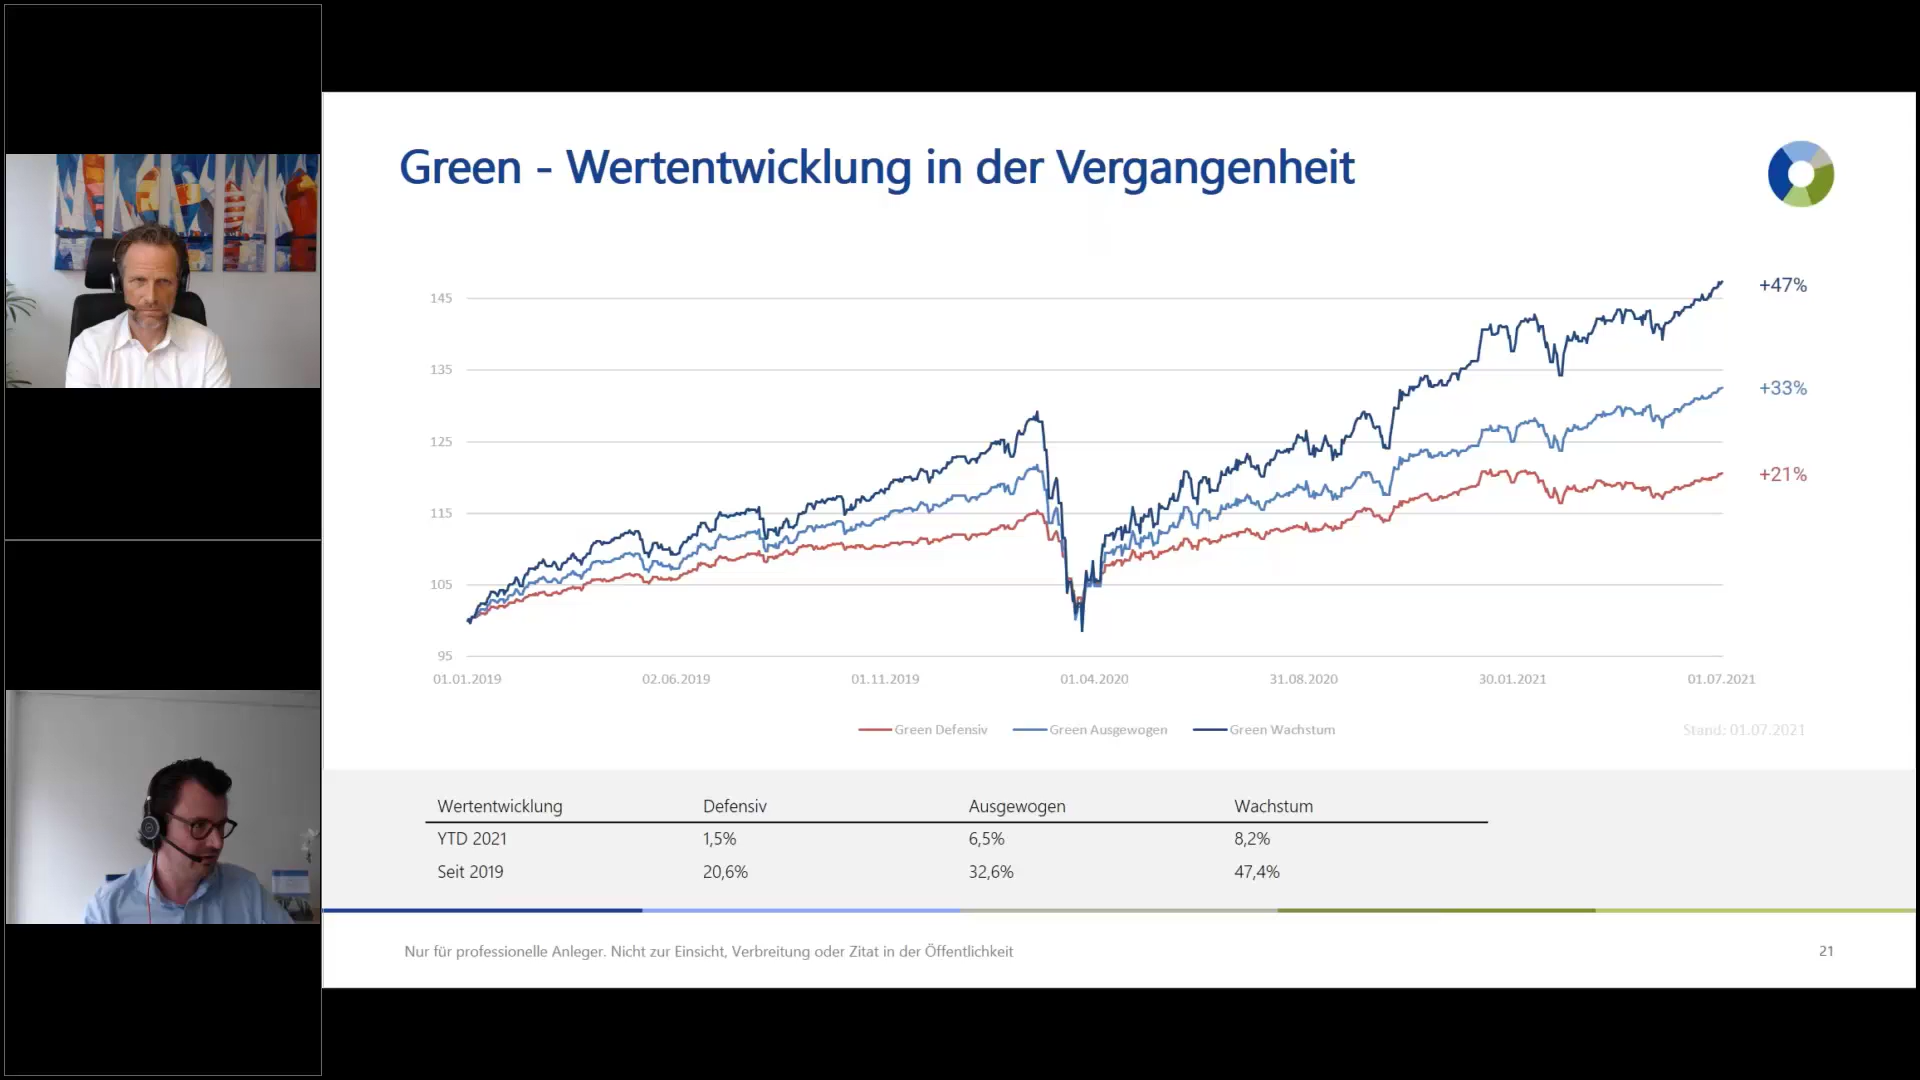 Green - Wertentwicklung in der Vergangenheit
145
135
125
115
105
95
+47%
+33%
+21%
01.01.2019 02.06.2019 01.11.2019 01.04.2020 31.08.2020 30.01.2021 01.07.2021
Green Defensiv Green Ausgewogen Green Wachstum
Stand: 01.07.2021
Wertentwicklung Defensiv Ausgewogen Wachstum
YTD 2021 1,5% 6,5% 8,2%
Seit 2019 20,6% 32,6% 47,4%
Nur für professionelle Anleger. Nicht zur Einsicht, Verbreitung oder Zitat in der Öffentlichkeit
21